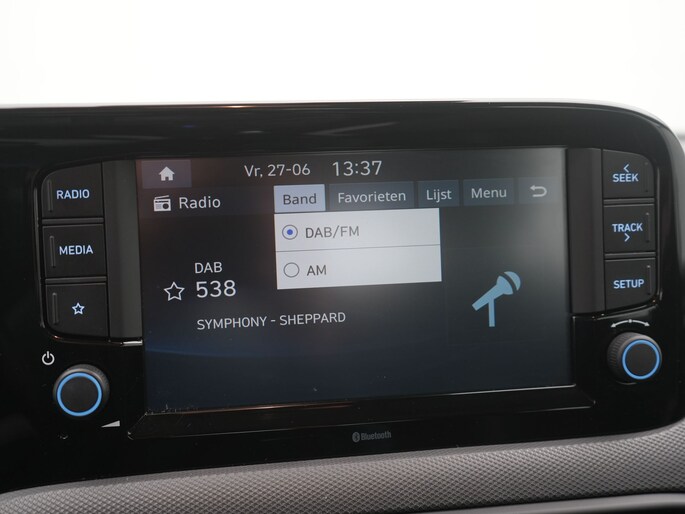 Vr, 27-06 13:37
RADIO
Radio Band Favorieten Lijst Menu
DAB/FM
AM
MEDIA
DAB
538
SYMPHONY - SHEPPARD
SEEK
TRACK
SETUP
Bluetooth